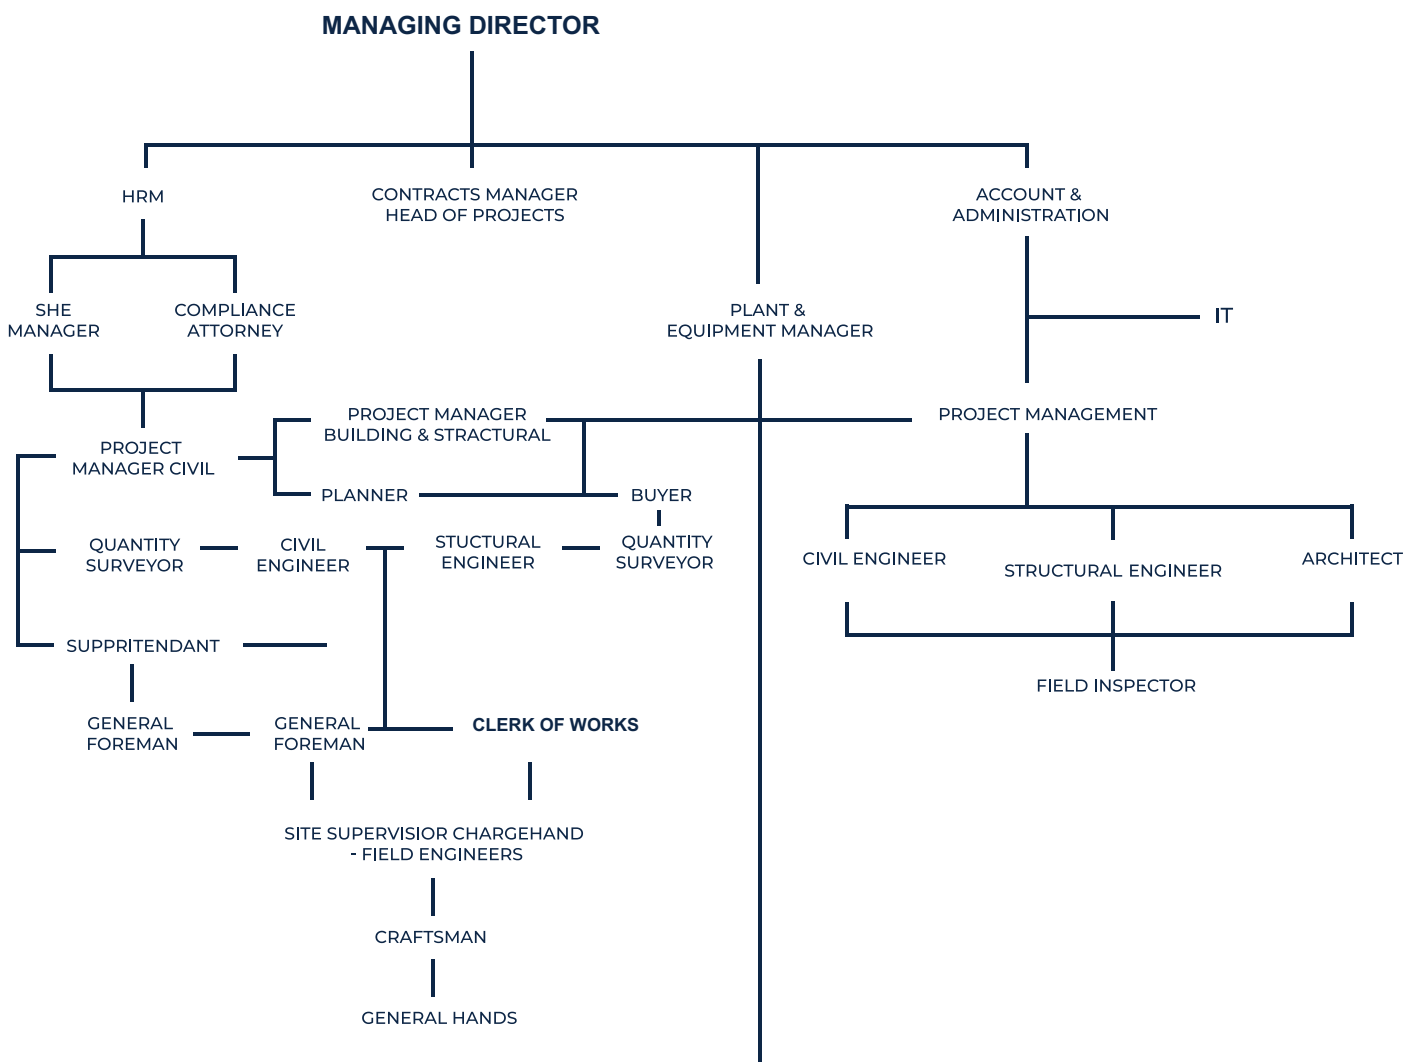 MANAGING DIRECTOR
HRM
CONTRACTS MANAGER
HEAD OF PROJECTS
ACCOUNT &
ADMINISTRATION
SHE
MANAGER
COMPLIANCE
ATTORNEY
PLANT &
EQUIPMENT MANAGER
IT
PROJECT MANAGER
BUILDING & STRACTURAL
PROJECT MANAGEMENT
PROJECT
MANAGER CIVIL
PLANNER
BUYER
QUANTITY
SURVEYOR
CIVIL
ENGINEER
STUCTURAL
ENGINEER
QUANTITY
SURVEYOR
CIVIL ENGINEER
STRUCTURAL ENGINEER
ARCHITECT
SUPPRITENDANT
FIELD INSPECTOR
GENERAL
FOREMAN
GENERAL
FOREMAN
CLERK OF WORKS
SITE SUPERVISIOR CHARGEHAND
- FIELD ENGINEERS
CRAFTSMAN
GENERAL HANDS